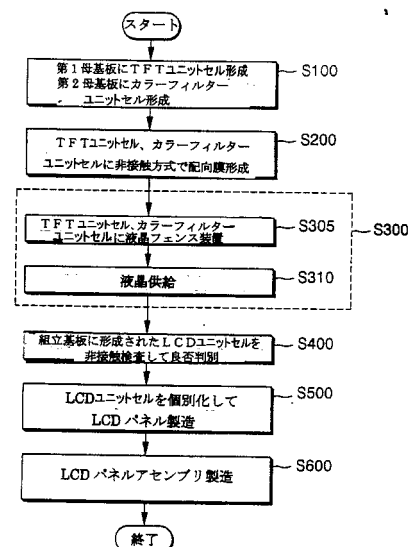 スタート
第1母基板にTFTユニットセル形成
第2母基板にカラーフィルター
ユニットセル形成
S100
TFTユニットセル、カラーフィルター
ユニットセルに非接触方式で配向膜形成
S200
TFTユニットセル、カラーフィルター
ユニットセルに液晶フェンス装置
S305
S300
液晶供給
S310
組立基板に形成されたLCDユニットセルを
非接触検査して良否判別
S400
LCDユニットセルを個別化して
LCDパネル製造
S500
LCDパネルアセンブリ製造
S600
終了